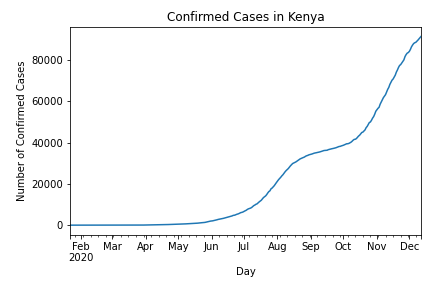 Confirmed Cases in Kenya
Number of Confirmed Cases
80000
60000
40000
20000
0
Feb Mar Apr May Jun Jul Aug Sep Oct Nov Dec
2020
Day